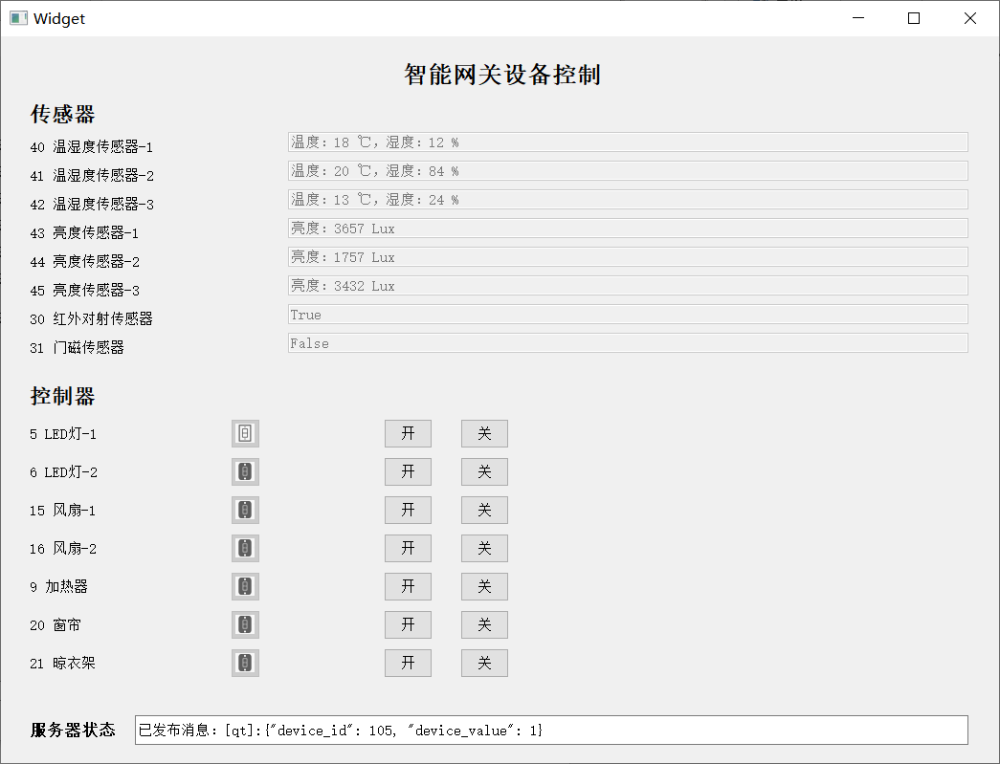 Widget
智能网关设备控制
传感器
40 温湿度传感器-1 温度：18 ℃，湿度：12 %
41 温湿度传感器-2 温度：20 ℃，湿度：84 %
42 温湿度传感器-3 温度：13 ℃，湿度：24 %
43 亮度传感器-1 亮度：3657 Lux
44 亮度传感器-2 亮度：1757 Lux
45 亮度传感器-3 亮度：3432 Lux
30 红外对射传感器 True
31 门磁传感器 False
控制器
5 LED灯-1 开 关
6 LED灯-2 开 关
15 风扇-1 开 关
16 风扇-2 开 关
9 加热器 开 关
20 窗帘 开 关
21 晾衣架 开 关
服务器状态 已发布消息：[qt]:{"device_id": 105, "device_value": 1}